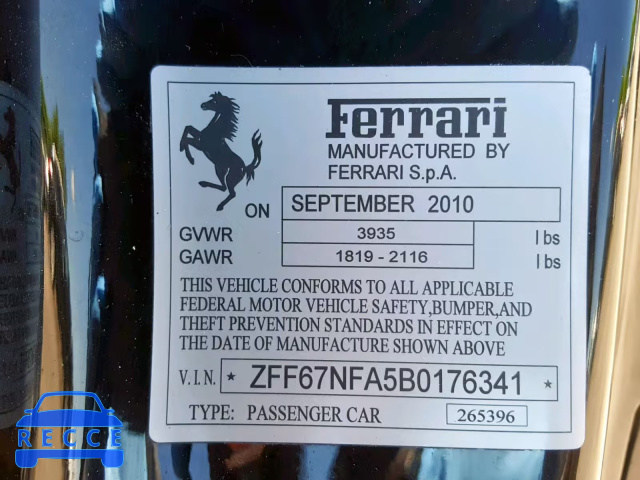 Ferrari
MANUFACTURED BY
FERRARI S.p.A.
ON SEPTEMBER 2010
GVWR 3935 lbs
GAWR 1819 - 2116 lbs
THIS VEHICLE CONFORMS TO ALL APPLICABLE
FEDERAL MOTOR VEHICLE SAFETY,BUMPER,AND
THEFT PREVENTION STANDARDS IN EFFECT ON
THE DATE OF MANUFACTURE SHOWN ABOVE
V.I.N. * ZFF67NFA5B0176341 *
TYPE: PASSENGER CAR 265396
RECCE